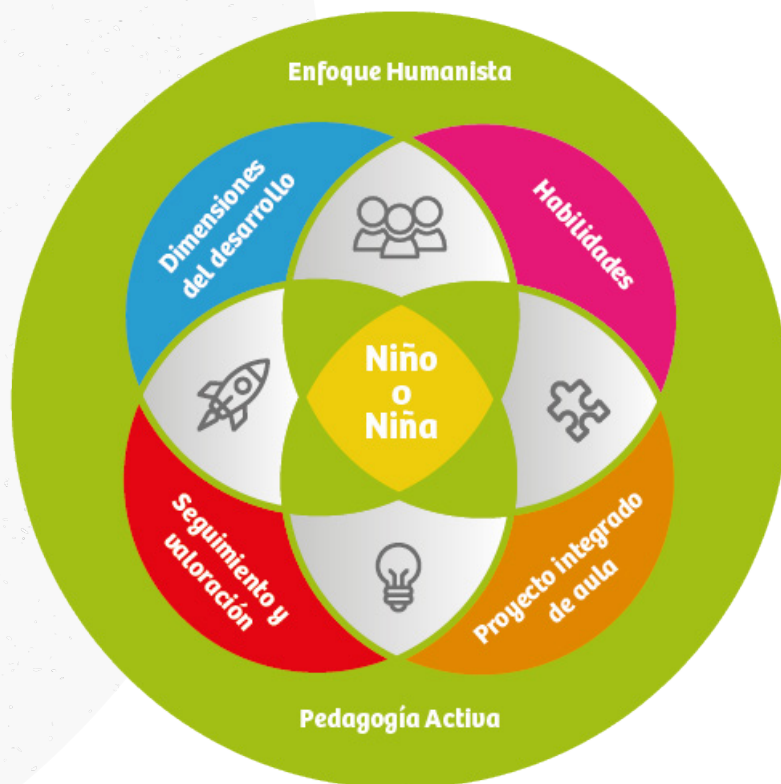 Enfoque Humanista
Dimensiones
del desarrollo
Habilidades
Niño
o
Niña
Seguimiento y
valoración
Proyecto integrado
de aula
Pedagogía Activa